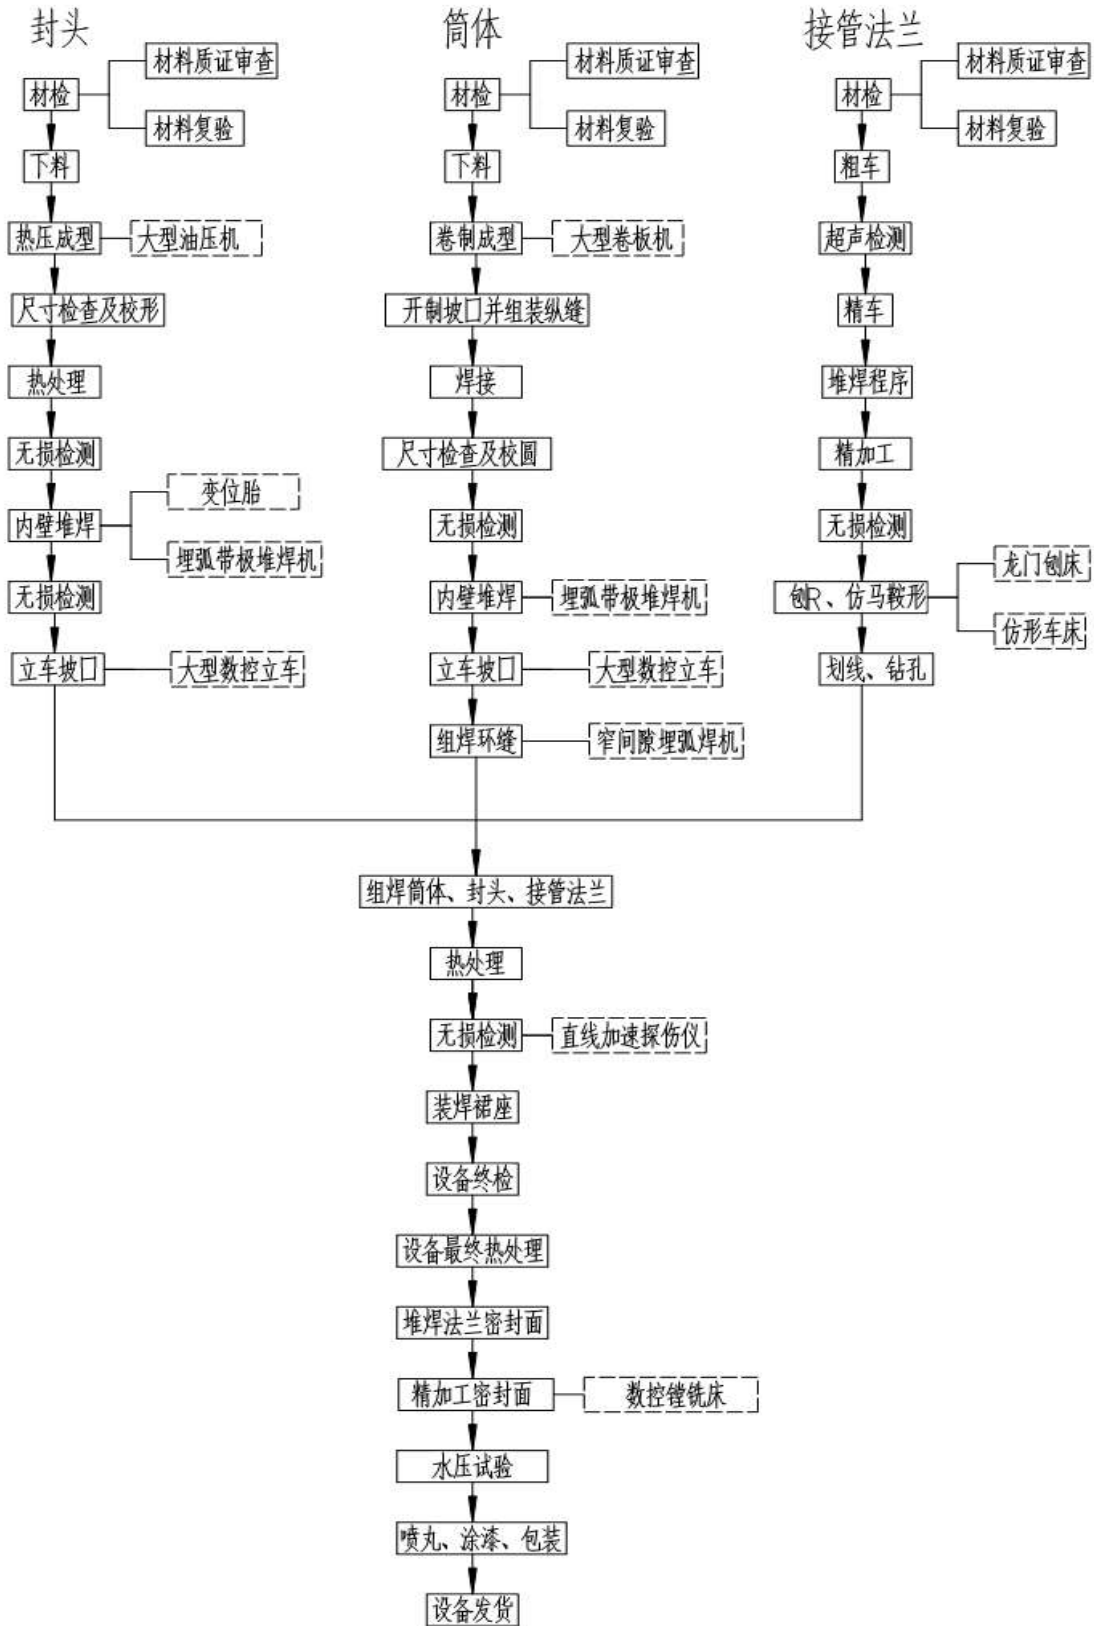 封头
材检
材料质证审查
材料复验
下料
热压成型
大型油压机
尺寸检查及校形
热处理
无损检测
内壁堆焊
变位胎
埋弧带极堆焊机
无损检测
立车坡口
大型数控立车
筒体
材检
材料质证审查
材料复验
下料
卷制成型
大型卷板机
开制坡口并组装纵缝
焊接
尺寸检查及校圆
无损检测
内壁堆焊
埋弧带极堆焊机
立车坡口
大型数控立车
组焊环缝
窄间隙埋弧焊机
接管法兰
材检
材料质证审查
材料复验
粗车
超声检测
精车
堆焊程序
精加工
无损检测
刨R、仿马鞍形
龙门刨床
仿形车床
划线、钻孔
组焊筒体、封头、接管法兰
热处理
无损检测
直线加速探伤仪
装焊裙座
设备终检
设备最终热处理
堆焊法兰密封面
精加工密封面
数控镗铣床
水压试验
喷丸、涂漆、包装
设备发货